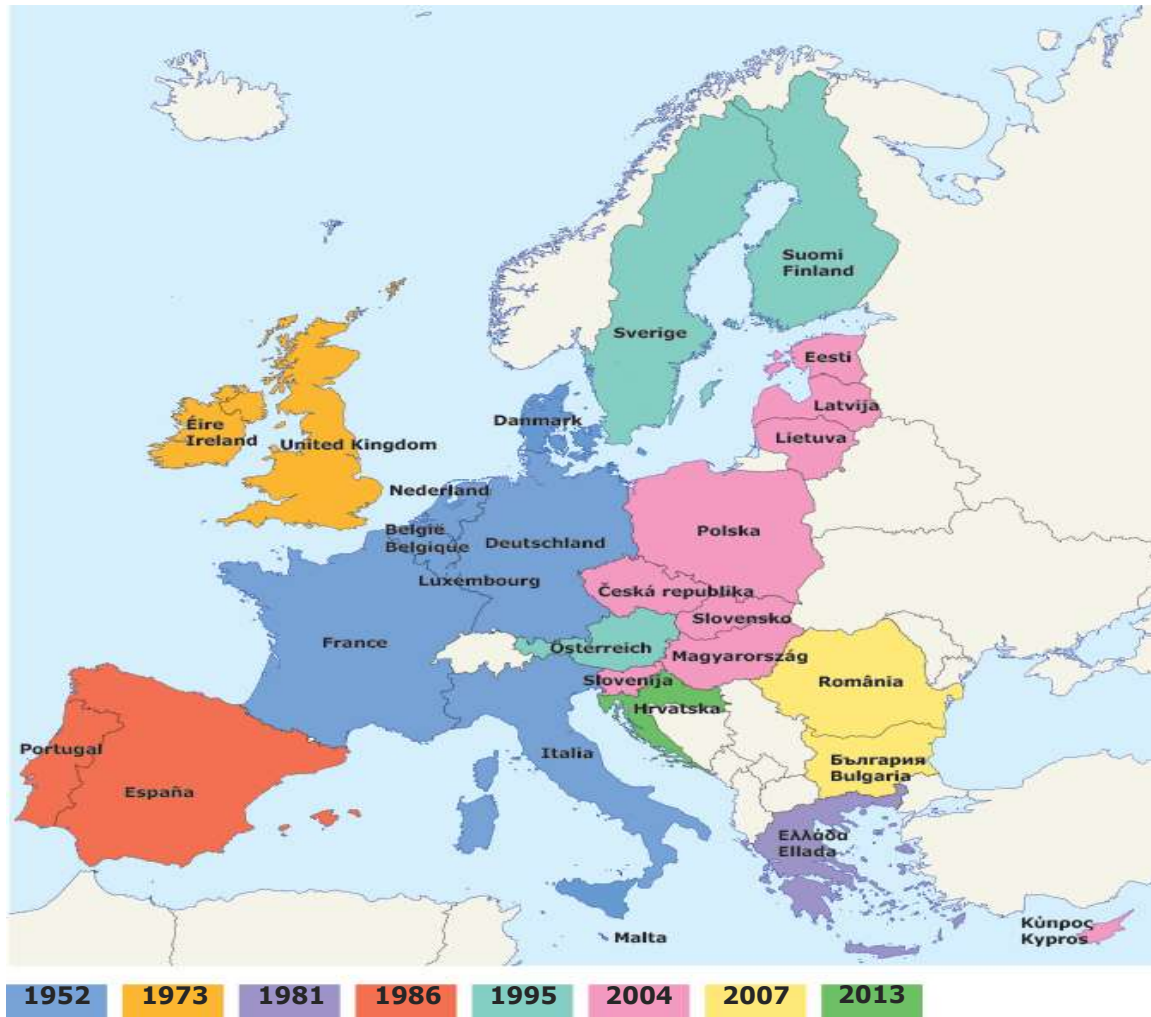 Suomi
Finland
Sverige
Eesti
Latvija
Lietuva
Danmark
Éire
Ireland
United Kingdom
Nederland
België
Belgique
Deutschland
Polska
Luxembourg
Česká republika
Slovensko
France
Österreich
Magyarország
Slovenija
România
Hrvatska
Portugal
Italia
България
Bulgaria
España
Ελλάδα
Ellada
Κύπρος
Kypros
Malta
1952 1973 1981 1986 1995 2004 2007 2013